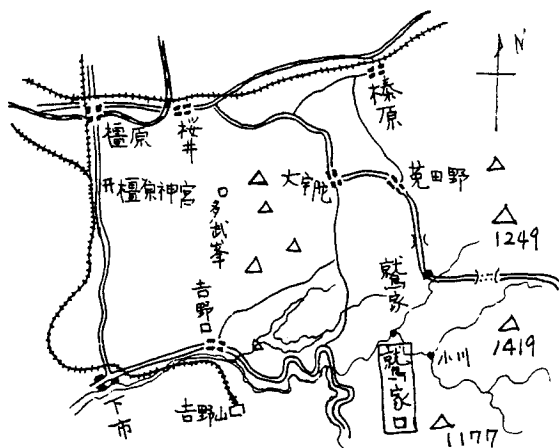 N
榛原
橿原
桜井
橿原神宮
多武峯
大宇陀
菟田野
1249
鷲家
吉野口
鷲家口
小川
1419
下市
吉野山
1177